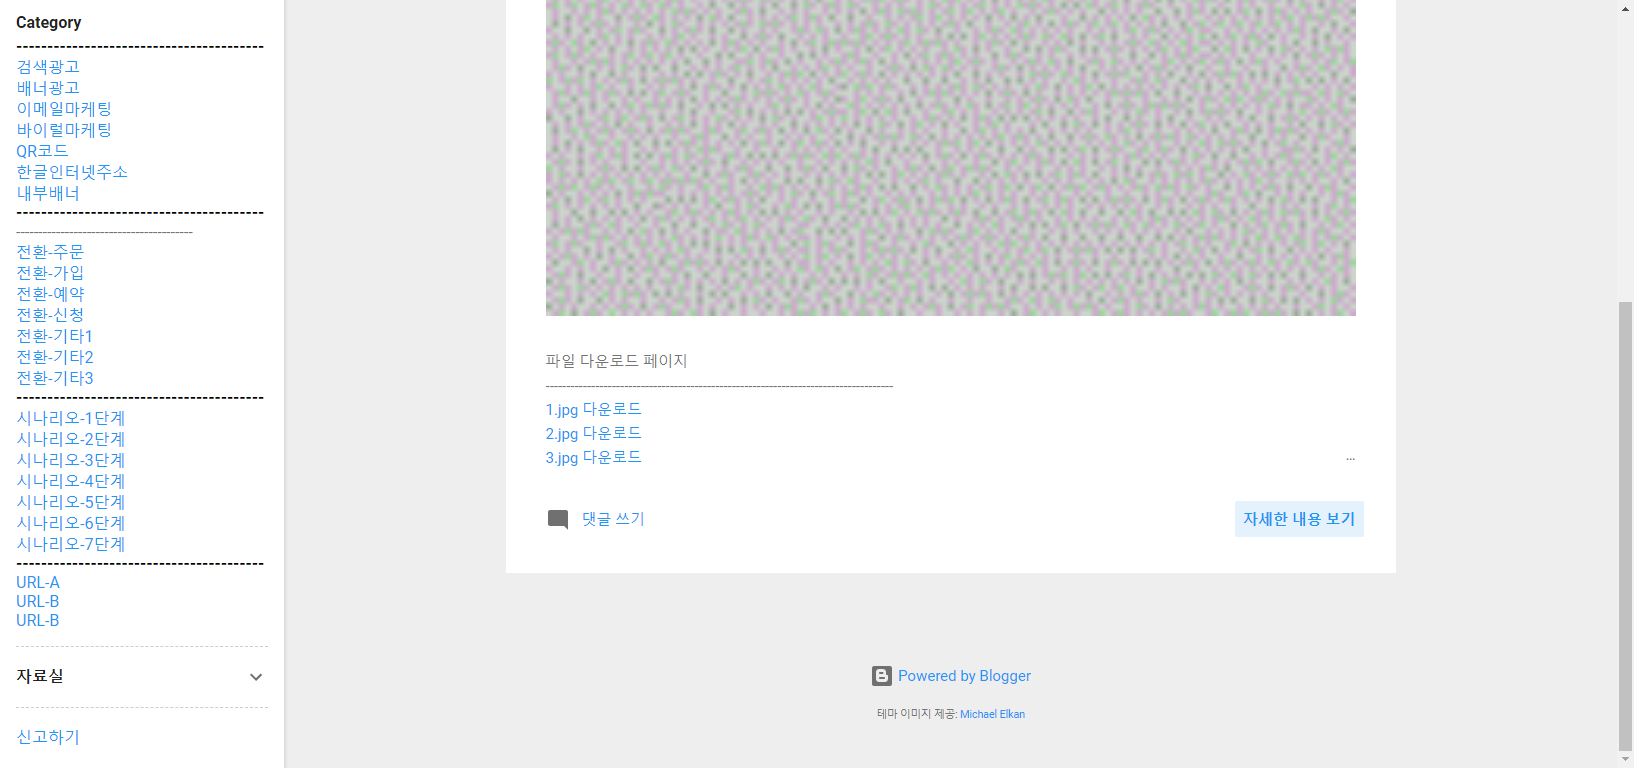 Category
----------------------------------------
검색광고
배너광고
이메일마케팅
바이럴마케팅
QR코드
한글인터넷주소
내부배너
----------------------------------------
----------------------------------------
전환-주문
전환-가입
전환-예약
전환-신청
전환-기타1
전환-기타2
전환-기타3
----------------------------------------
시나리오-1단계
시나리오-2단계
시나리오-3단계
시나리오-4단계
시나리오-5단계
시나리오-6단계
시나리오-7단계
----------------------------------------
URL-A
URL-B
URL-B
자료실
신고하기
파일 다운로드 페이지
--------------------------------------------------------------------------------
1.jpg 다운로드
2.jpg 다운로드
3.jpg 다운로드 ...
댓글 쓰기
자세한 내용 보기
Powered by Blogger
테마 이미지 제공: Michael Elkan